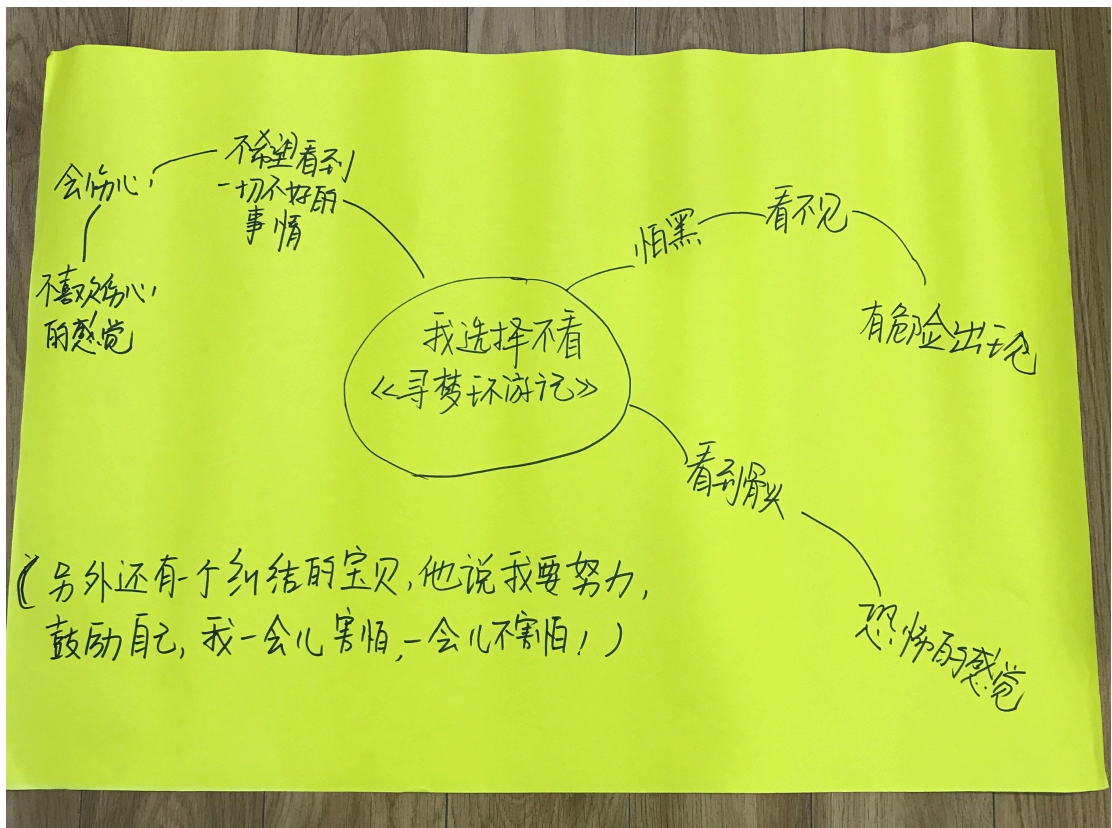 我选择不看
《寻梦环游记》
不希望看到
一切不好的
事情
会伤心
不喜欢伤心
的感觉
怕黑
看不见
有危险出现
看到骨头
恐怖的感觉
(另外还有一个纠结的宝贝,他说我要努力,
鼓励自己,我一会儿害怕,一会儿不害怕!)